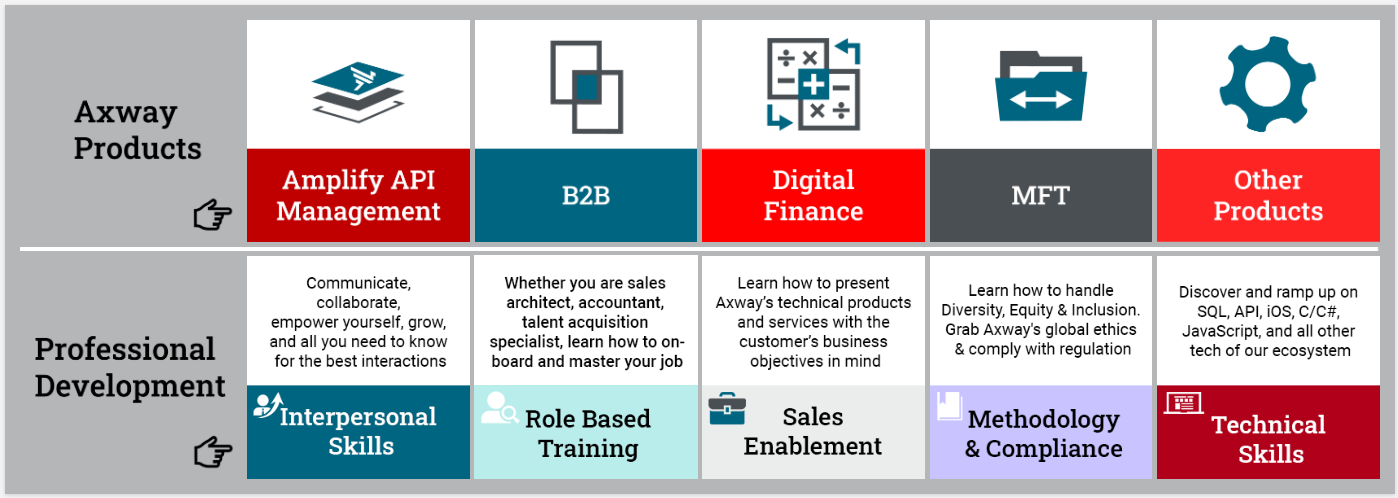 Axway
Products
Amplify API
Management
B2B
Digital
Finance
MFT
Other
Products
Professional
Development
Communicate,
collaborate,
empower yourself, grow,
and all you need to know
for the best interactions
Interpersonal
Skills
Whether you are sales
architect, accountant,
talent acquisition
specialist, learn how to on-
board and master your job
Role Based
Training
Learn how to present
Axway's technical products
and services with the
customer's business
objectives in mind
Sales
Enablement
Learn how to handle
Diversity, Equity & Inclusion.
Grab Axway's global ethics
& comply with regulation
Methodology
& Compliance
Discover and ramp up on
SQL, API, iOS, C/C#,
JavaScript, and all other
tech of our ecosystem
Technical
Skills